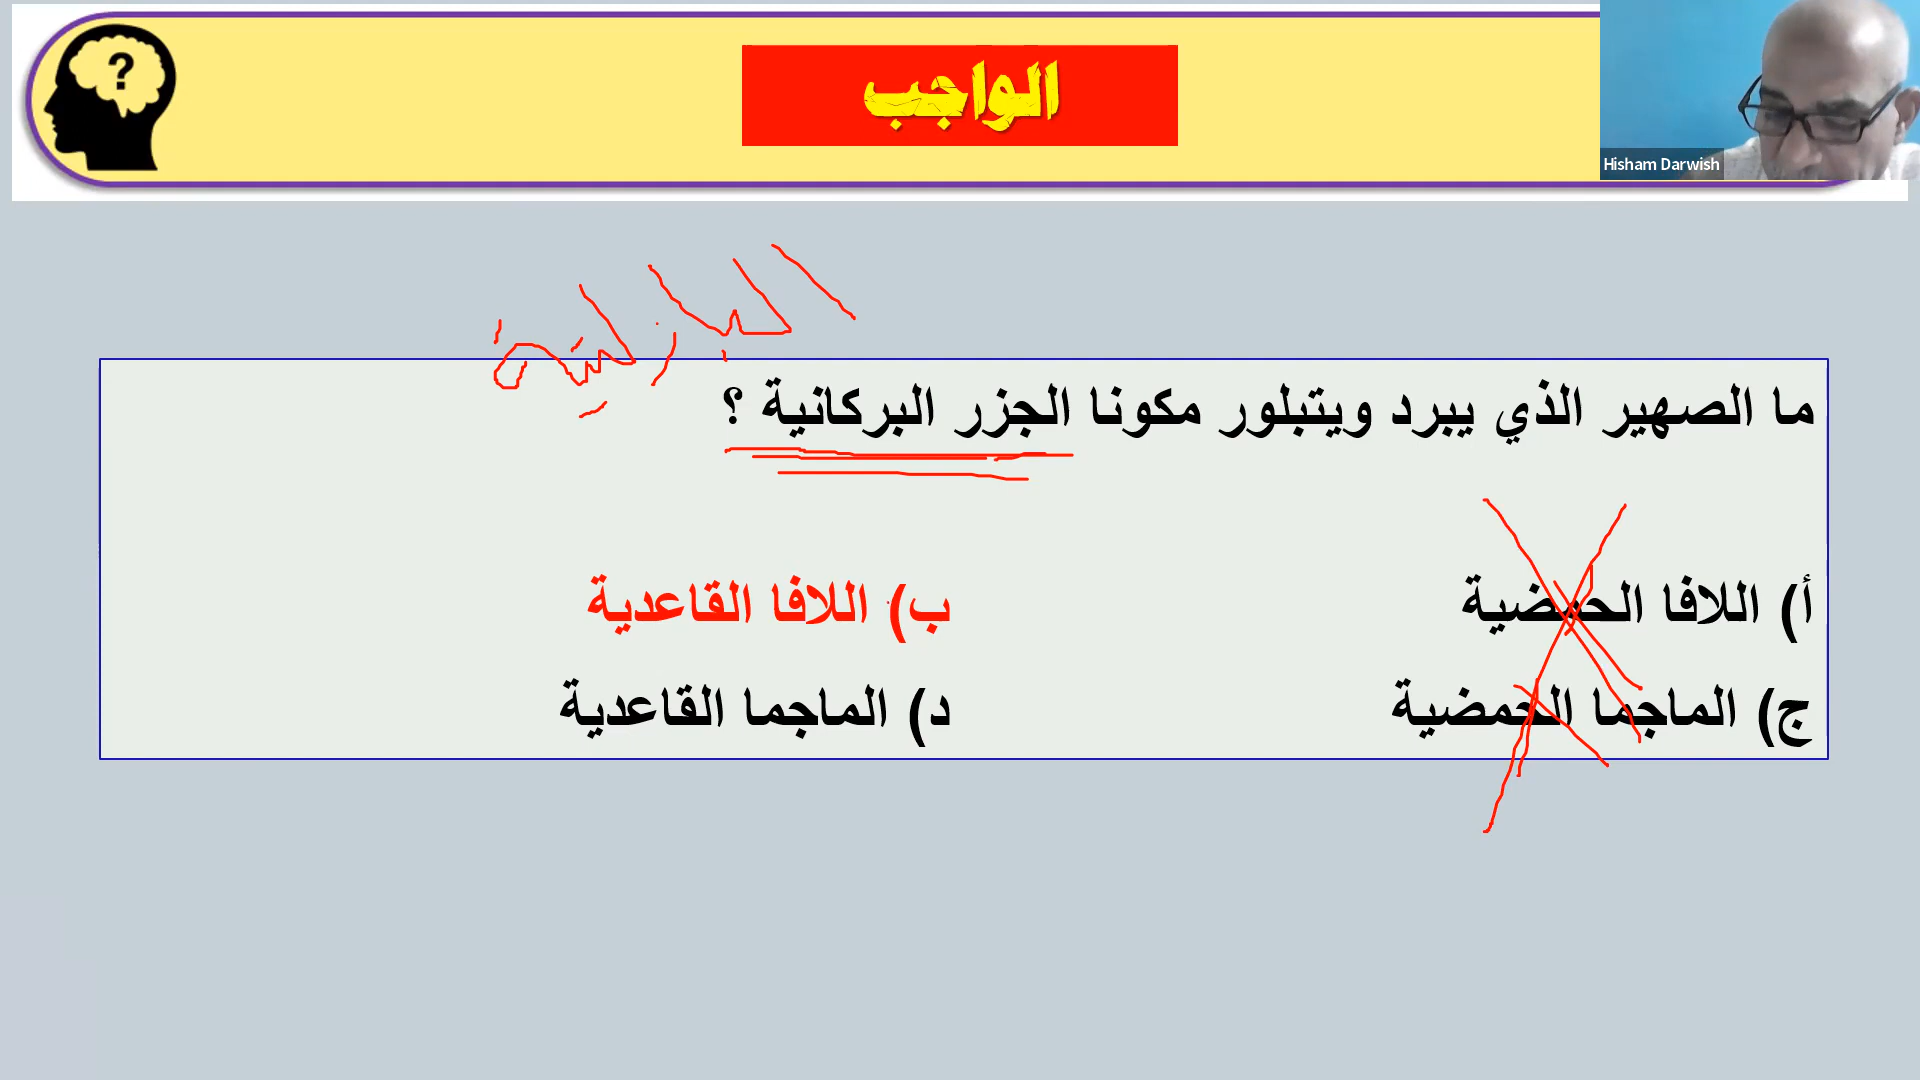 الواجب
Hisham Darwish
البازلتية
ما الصهير الذي يبرد ويتبلور مكونا الجزر البركانية ؟
أ) اللافا الحمضية
ب) اللافا القاعدية
ج) الماجما الحمضية
د) الماجما القاعدية
?